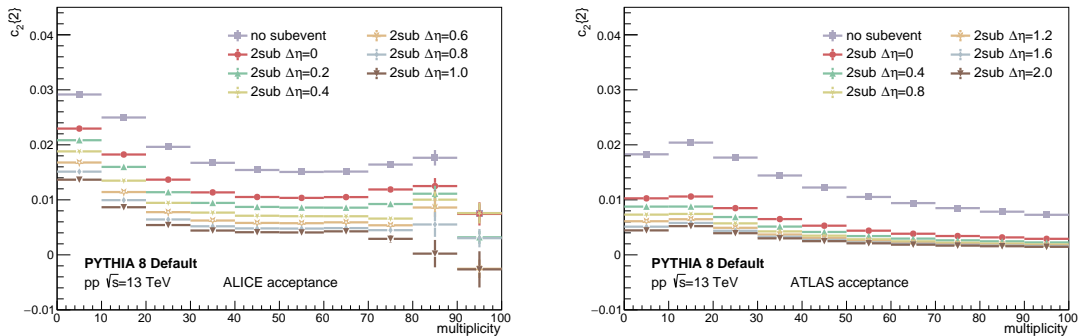 c₂{2}
0.04
0.03
0.02
0.01
0
−0.01
no subevent
2sub Δη=0
2sub Δη=0.2
2sub Δη=0.4
2sub Δη=0.6
2sub Δη=0.8
2sub Δη=1.0
PYTHIA 8 Default
pp √s=13 TeV
ALICE acceptance
0 10 20 30 40 50 60 70 80 90 100
multiplicity
c₂{2}
0.04
0.03
0.02
0.01
0
−0.01
no subevent
2sub Δη=0
2sub Δη=0.4
2sub Δη=0.8
2sub Δη=1.2
2sub Δη=1.6
2sub Δη=2.0
PYTHIA 8 Default
pp √s=13 TeV
ATLAS acceptance
0 10 20 30 40 50 60 70 80 90 100
multiplicity